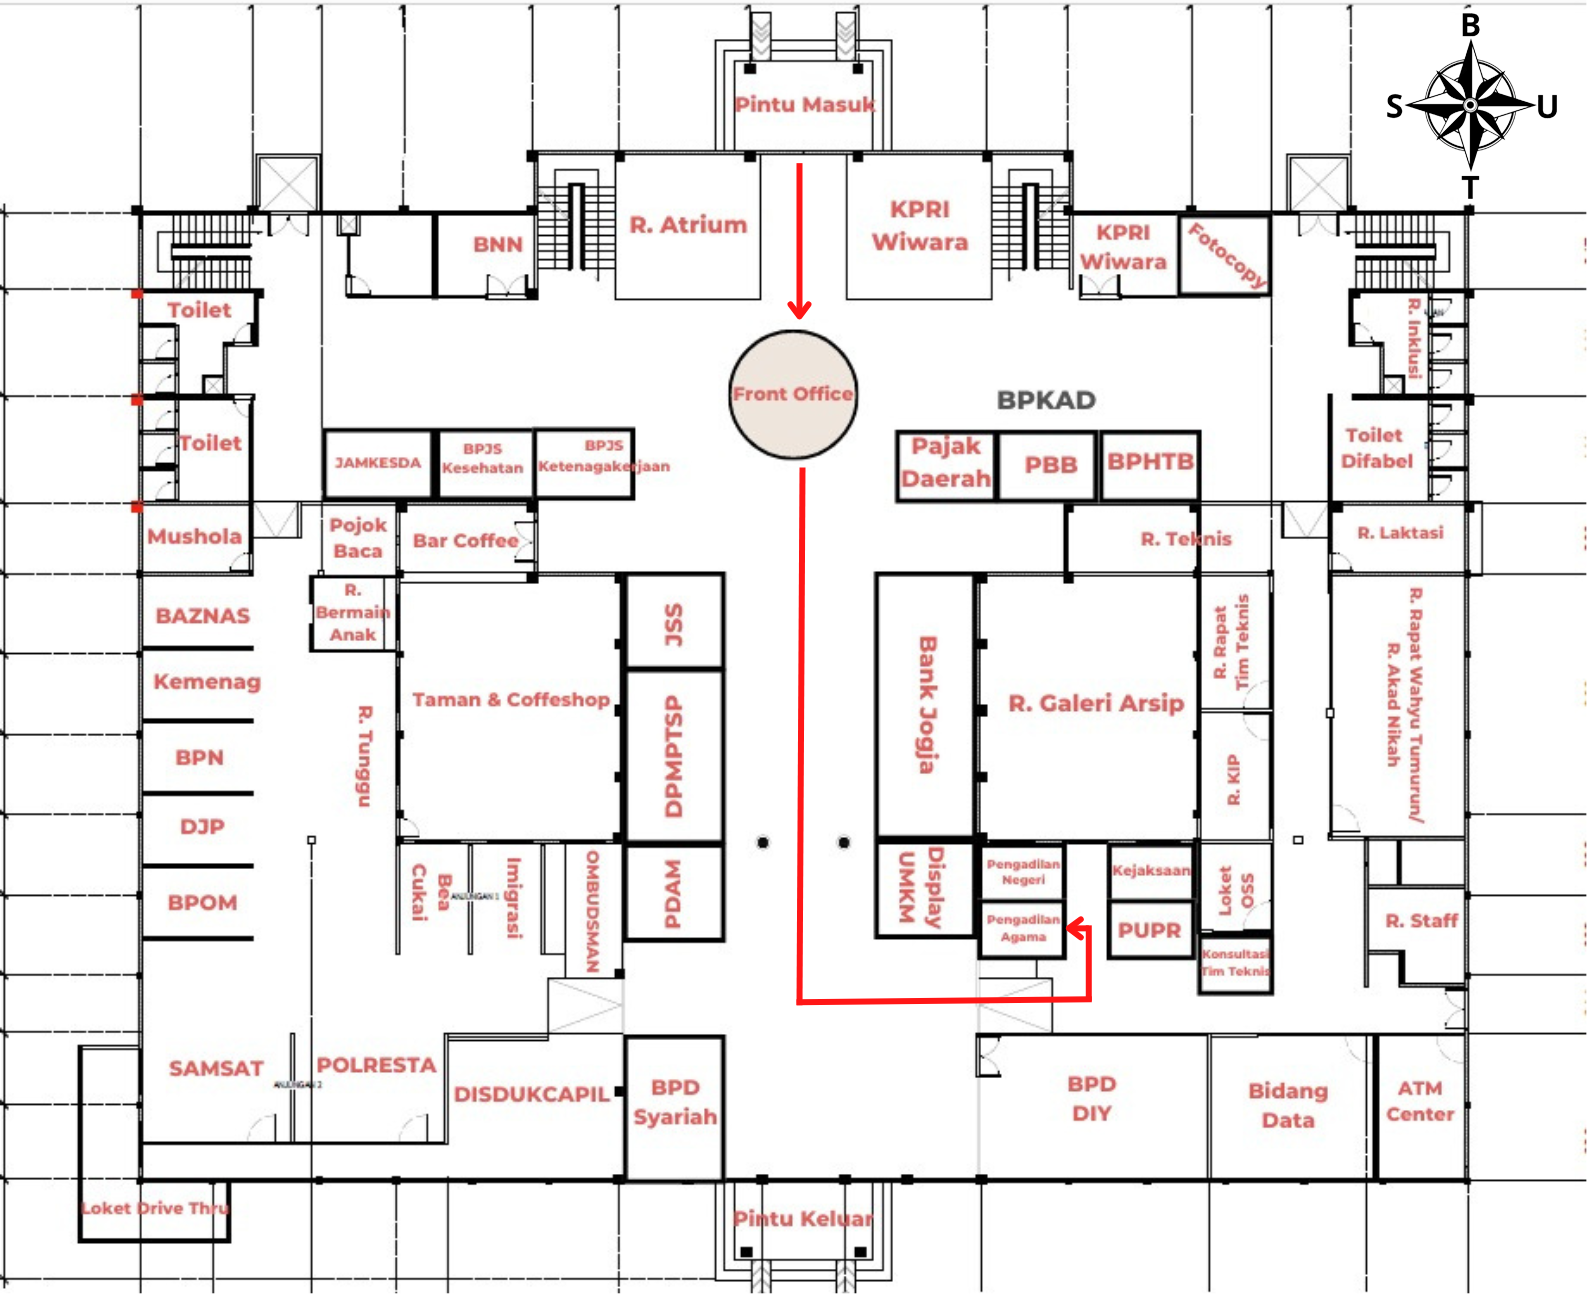 B
S
U
T
Pintu Masuk
R. Atrium
KPRI
Wiwara
BNN
KPRI
Wiwara
Fotocopy
Toilet
R. Inklusi
Front Office
BPKAD
Toilet
JAMKESDA
BPJS
Kesehatan
BPJS
Ketenagakerjaan
Pajak
Daerah
PBB
BPHTB
Toilet
Difabel
Mushola
Pojok
Baca
Bar Coffee
R. Teknis
R. Laktasi
BAZNAS
R.
Bermain
Anak
JSS
Bank Jogja
R. Rapat
Tim Teknis
R. Rapat Wahyu Tumurun/
R. Akad Nikah
Kemenag
Taman & Coffeshop
R. Galeri Arsip
R. Tunggu
DPMPTSP
BPN
R. KIP
DJP
BPOM
Bea
Cukai
ANJUNGAN 1
Imigrasi
OMBUDSMAN
PDAM
Display
UMKM
Pengadilan
Negeri
Kejaksaan
Loket
OSS
Pengadilan
Agama
PUPR
R. Staff
Konsultasi
Tim Teknis
SAMSAT
ANJUNGAN 2
POLRESTA
DISDUKCAPIL
BPD
Syariah
BPD
DIY
Bidang
Data
ATM
Center
Loket Drive Thru
Pintu Keluar